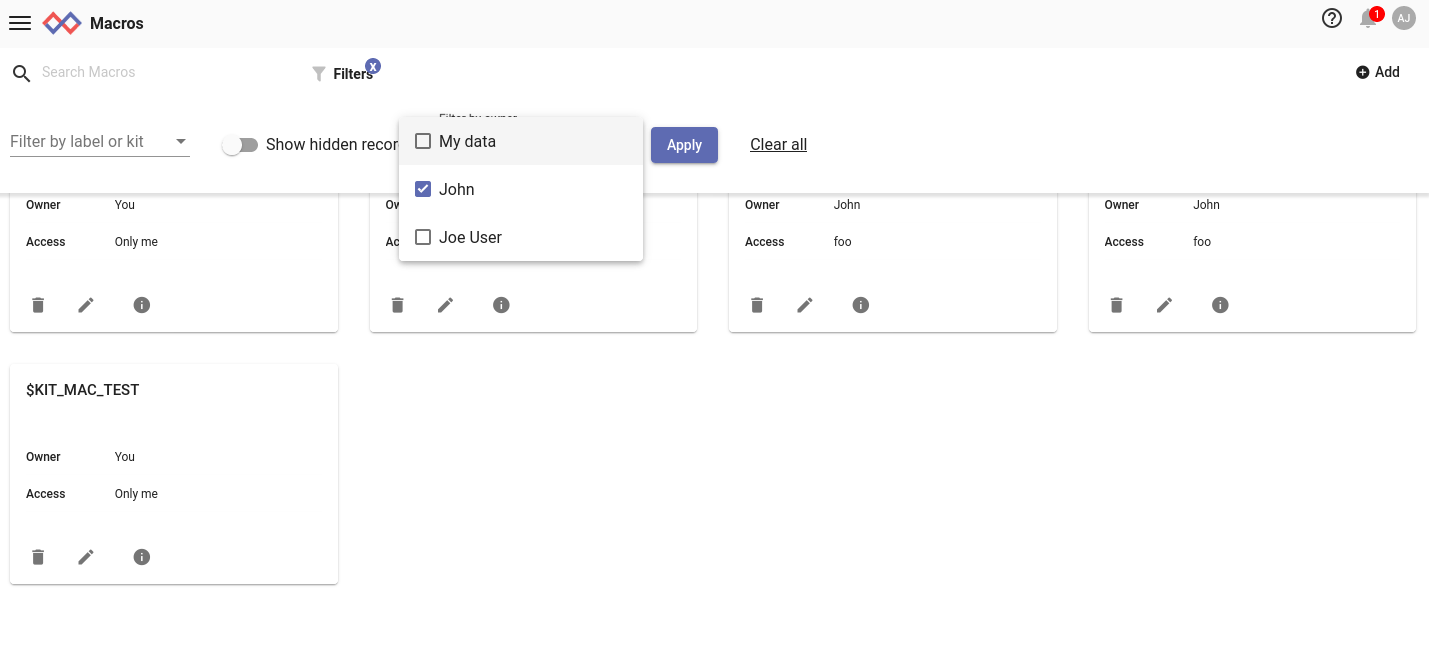 Macros
1
AJ
Search Macros
Filters
X
Add
Filter by label or kit
Show hidden recor
Filter by owner
My data
John
Joe User
Apply
Clear all
Owner You
Access Only me
Ow
Ac
Owner John
Access foo
Owner John
Access foo
$KIT_MAC_TEST
Owner You
Access Only me